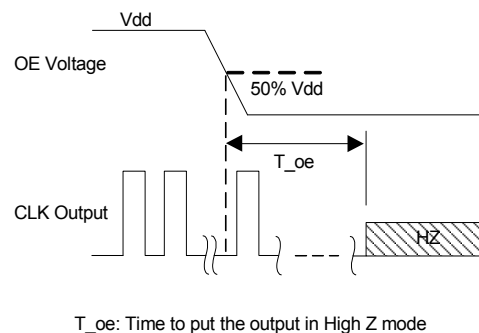 Vdd
OE Voltage
50% Vdd
T_oe
CLK Output
HZ
T_oe: Time to put the output in High Z mode